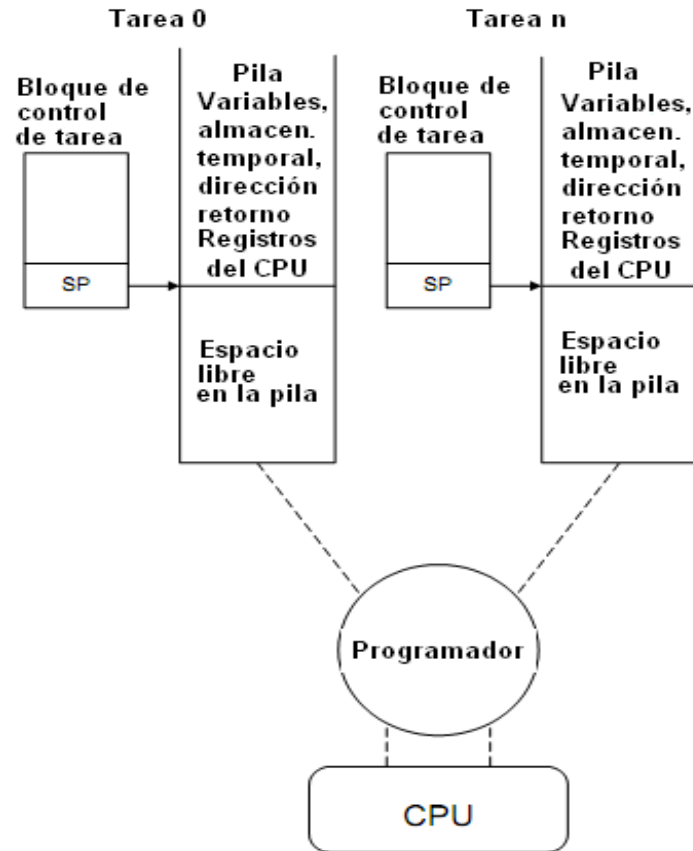 Tarea 0
Tarea n
Bloque de
control
de tarea
SP
Pila
Variables,
almacen.
temporal,
dirección
retorno
Registros
del CPU
Espacio
libre
en la pila
Bloque de
control
de tarea
SP
Pila
Variables,
almacen.
temporal,
dirección
retorno
Registros
del CPU
Espacio
libre
en la pila
Programador
CPU